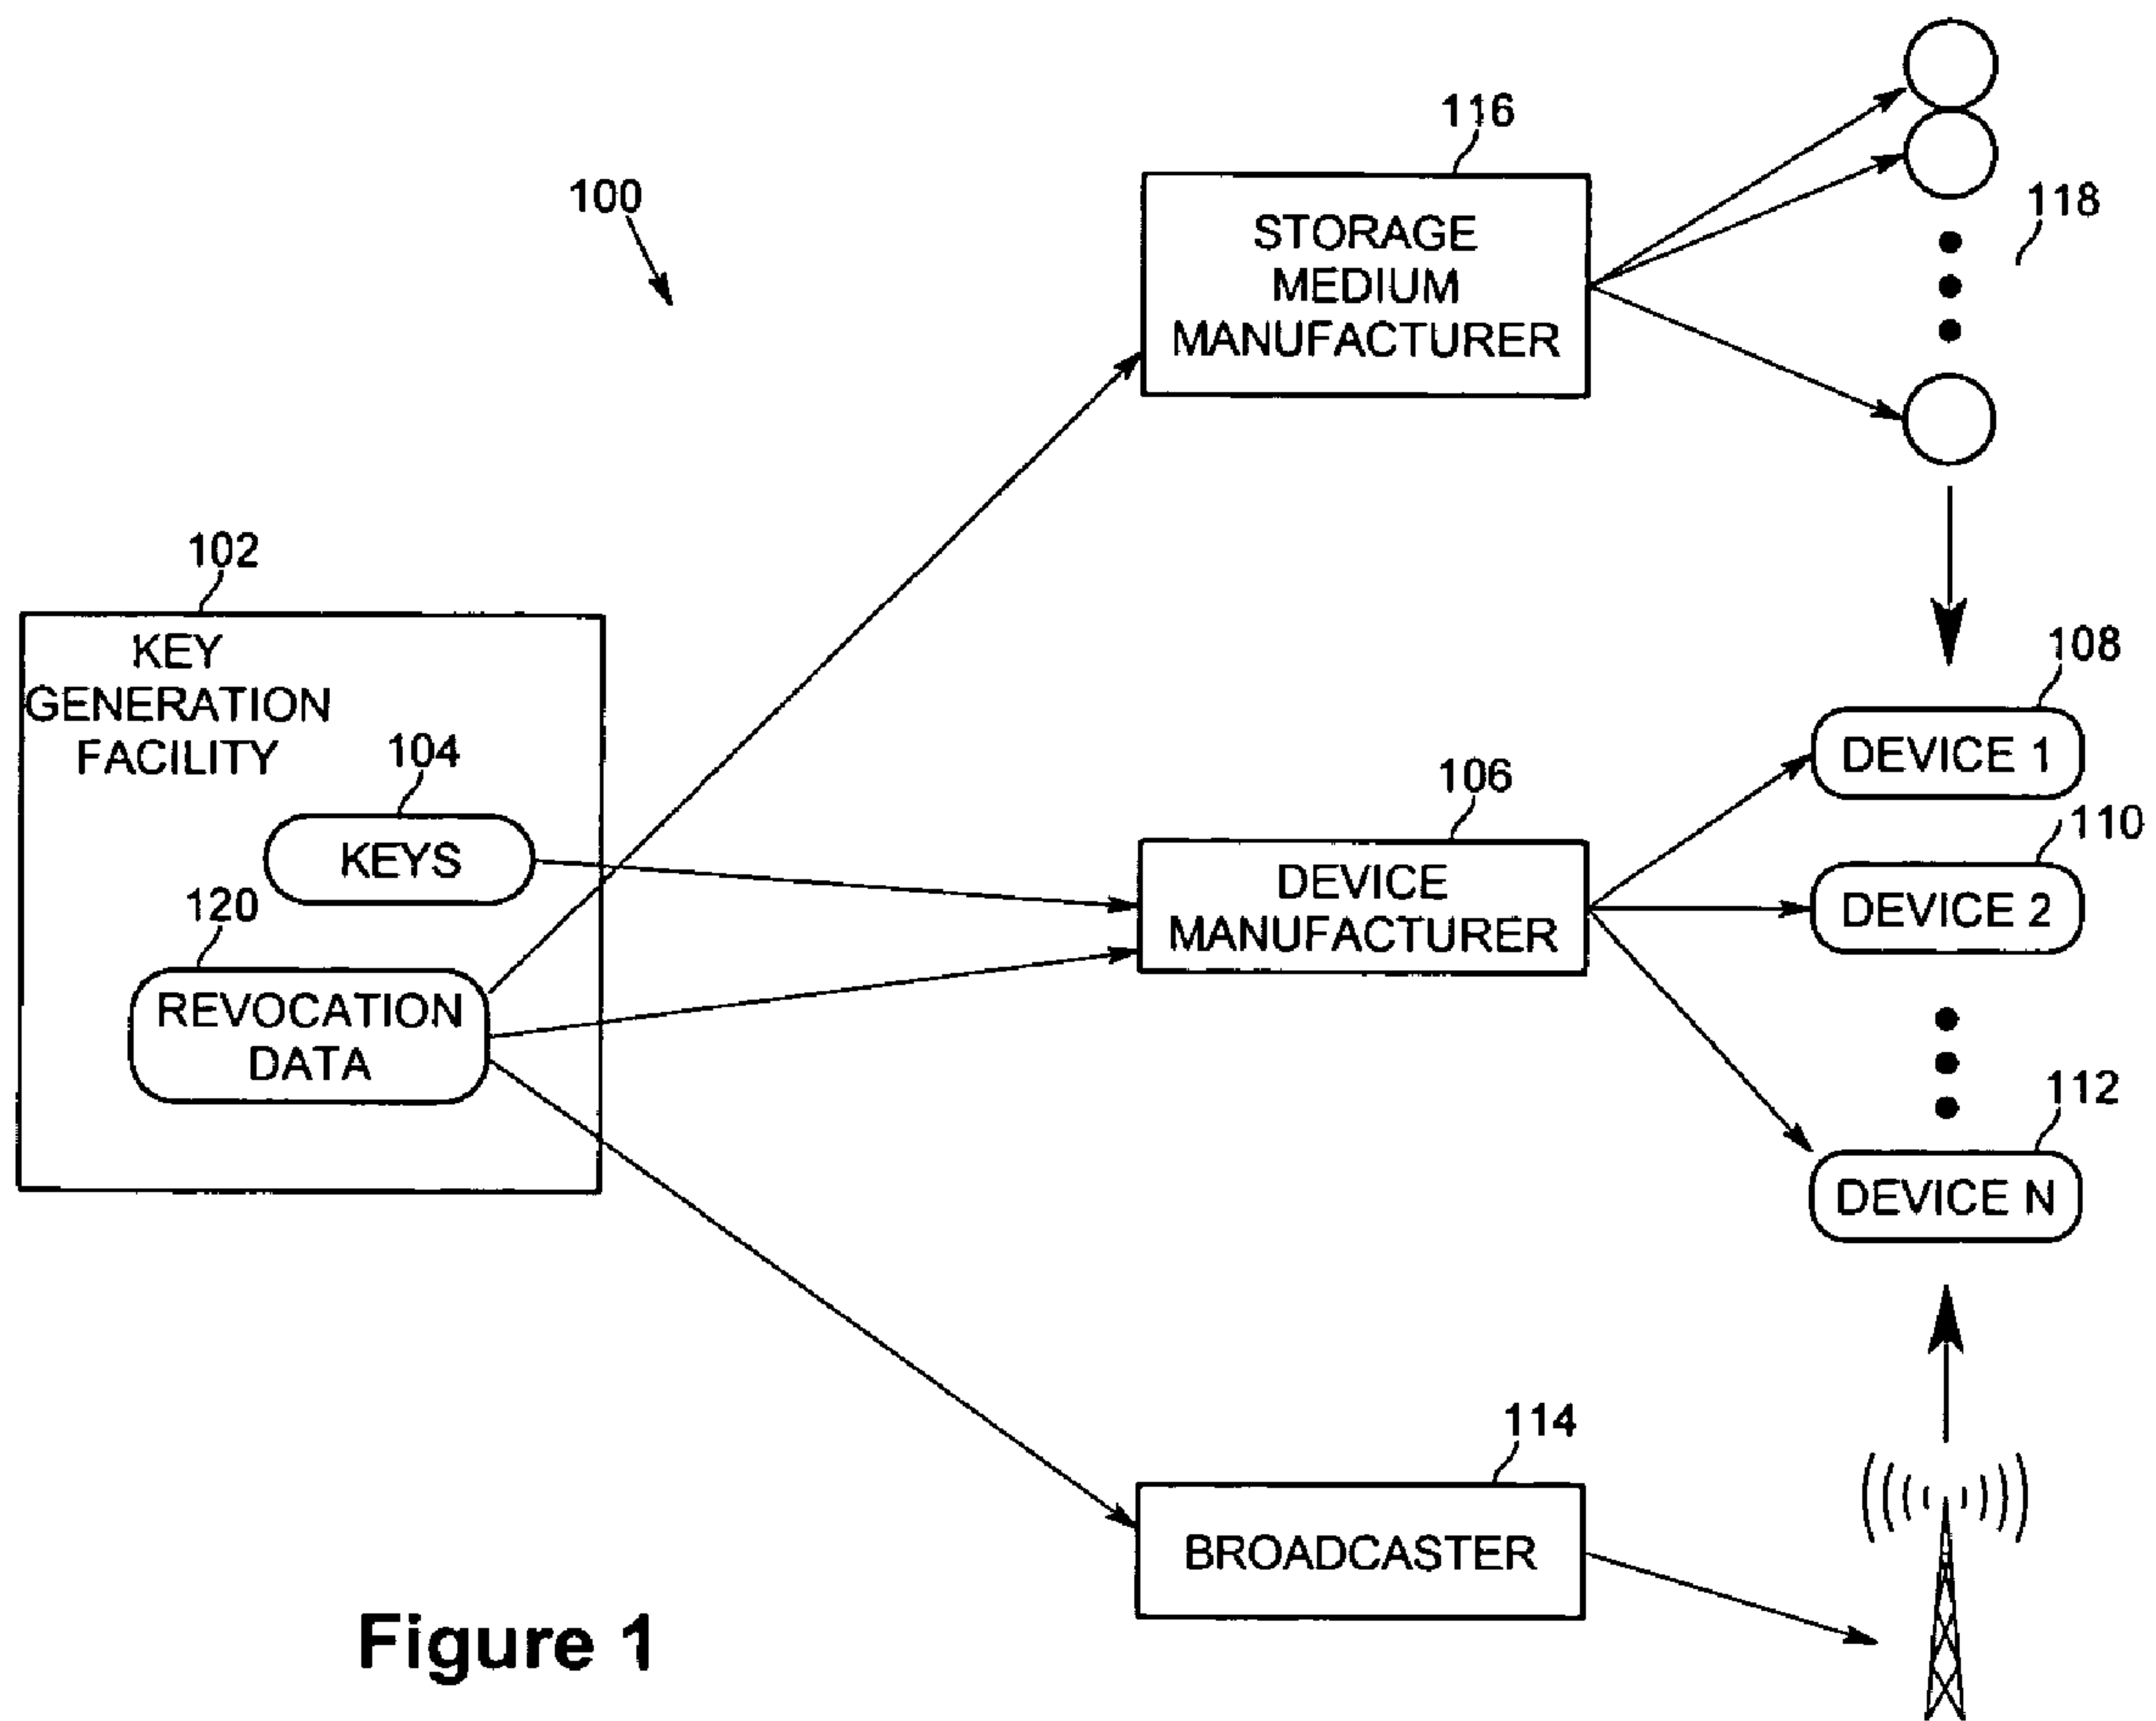 116
100
118
STORAGE
MEDIUM
MANUFACTURER
102
KEY
GENERATION
FACILITY
104
KEYS
120
REVOCATION
DATA
106
DEVICE
MANUFACTURER
108
DEVICE 1
110
DEVICE 2
112
DEVICE N
114
BROADCASTER
Figure 1